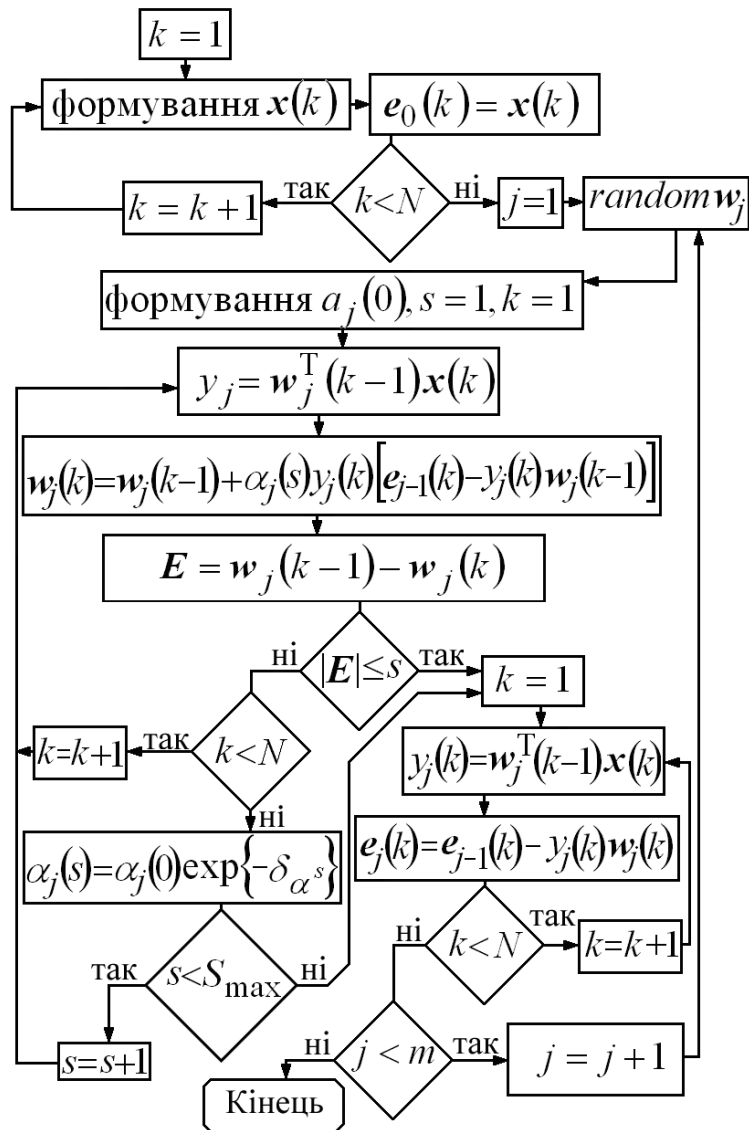 k = 1
формування x(k)
e₀(k) = x(k)
k = k + 1
так
k<N
ні
j=1
random wⱼ
формування aⱼ(0), s = 1, k = 1
yⱼ = wⱼᵀ(k−1)x(k)
wⱼ(k)=wⱼ(k−1)+αⱼ(s)yⱼ(k)[eⱼ₋₁(k)−yⱼ(k)wⱼ(k−1)]
E = wⱼ(k−1)−wⱼ(k)
ні
|E|≤s
так
k = 1
k=k+1
так
k<N
ні
yⱼ(k)=wⱼᵀ(k−1)x(k)
αⱼ(s)=αⱼ(0)exp{−δ_α^s}
eⱼ(k)=eⱼ₋₁(k)−yⱼ(k)wⱼ(k)
ні
k<N
так
k=k+1
так
s<S_max
ні
s=s+1
ні
j < m
так
j = j + 1
Кінець